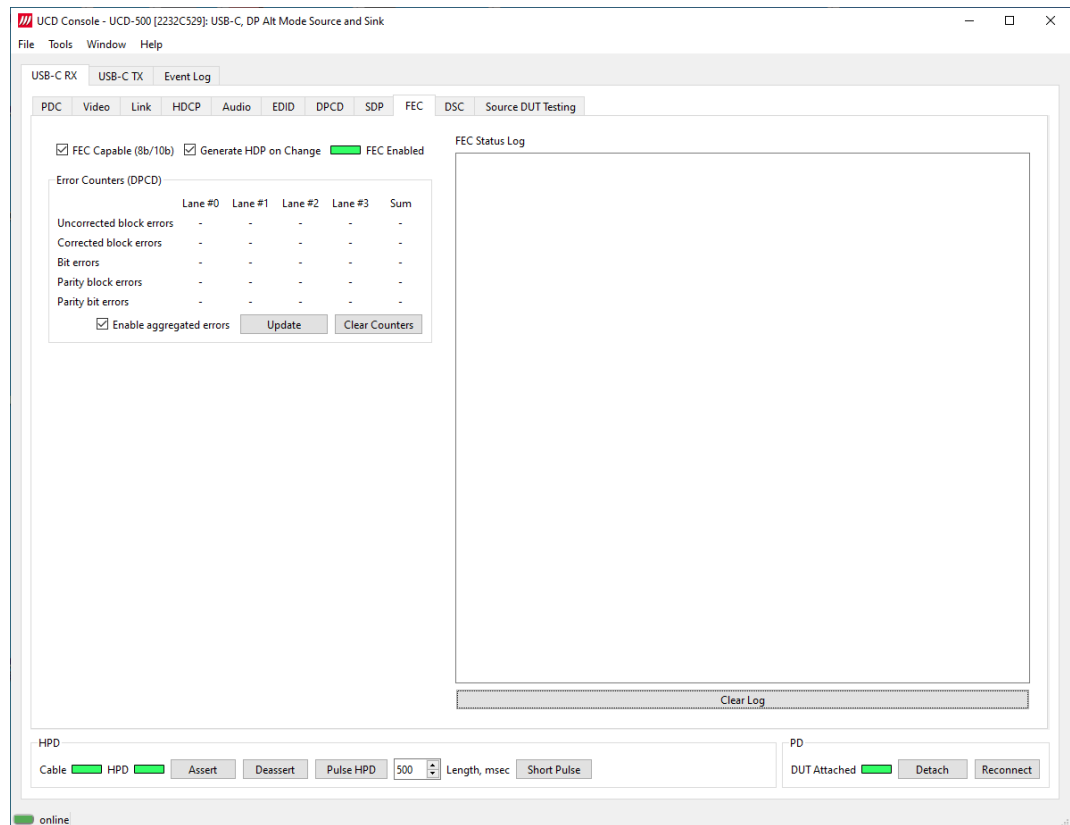 UCD Console - UCD-500 [2232C529]: USB-C, DP Alt Mode Source and Sink
File Tools Window Help
USB-C RX USB-C TX Event Log
PDC Video Link HDCP Audio EDID DPCD SDP FEC DSC Source DUT Testing
FEC Capable (8b/10b) Generate HDP on Change FEC Enabled
Error Counters (DPCD)
Lane #0 Lane #1 Lane #2 Lane #3 Sum
Uncorrected block errors - - - - -
Corrected block errors - - - - -
Bit errors - - - - -
Parity block errors - - - - -
Parity bit errors - - - - -
Enable aggregated errors Update Clear Counters
FEC Status Log
Clear Log
HPD
Cable HPD Assert Deassert Pulse HPD 500 Length, msec Short Pulse
PD
DUT Attached Detach Reconnect
online